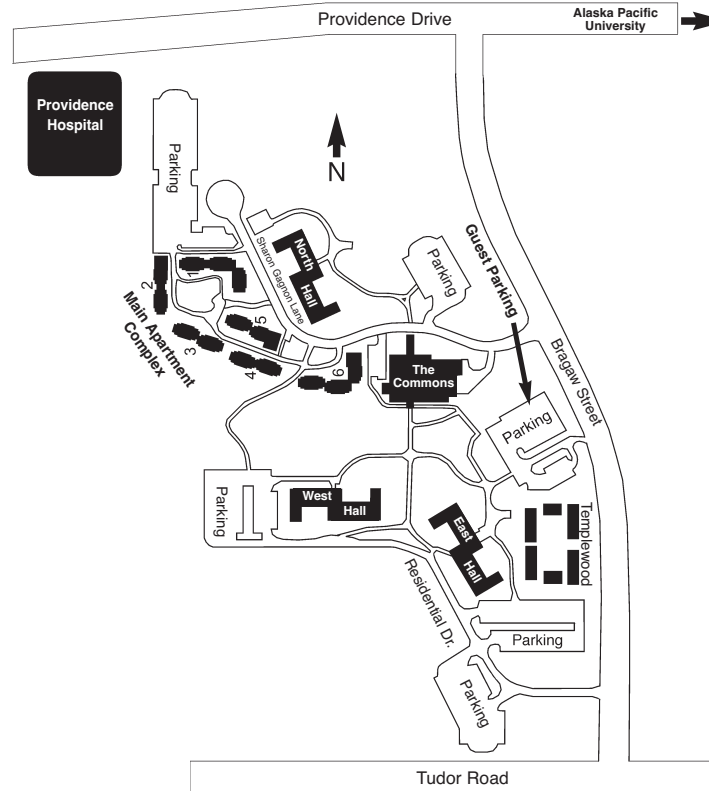 Providence Drive
Alaska Pacific
University
Providence
Hospital
Parking
N
Sharon Gagnon Lane
North
Hall
Parking
Guest Parking
1
2
Main Apartment
Complex
3
4
5
6
The
Commons
Bragaw Street
Parking
West
Hall
Parking
East
Hall
Templewood
Residential Dr.
Parking
Parking
Tudor Road